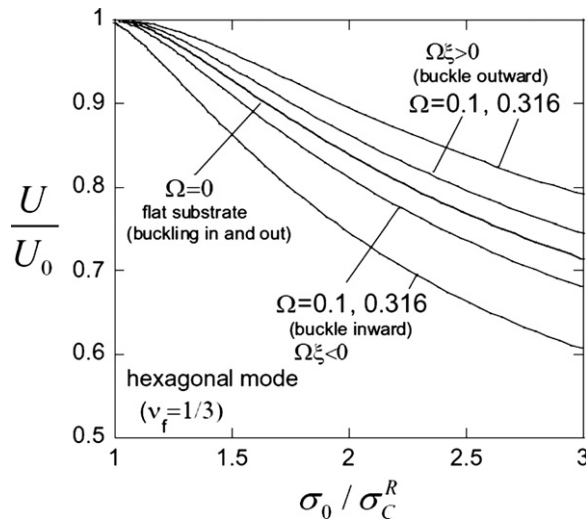 1
Ωξ>0
(buckle outward)
Ω=0.1, 0.316
0.9
Ω=0
flat substrate
(buckling in and out)
U
U₀
0.8
0.7
Ω=0.1, 0.316
(buckle inward)
Ωξ<0
0.6
hexagonal mode
(ν_f=1/3)
0.5
1 1.5 2 2.5 3
σ₀ / σ_C^R